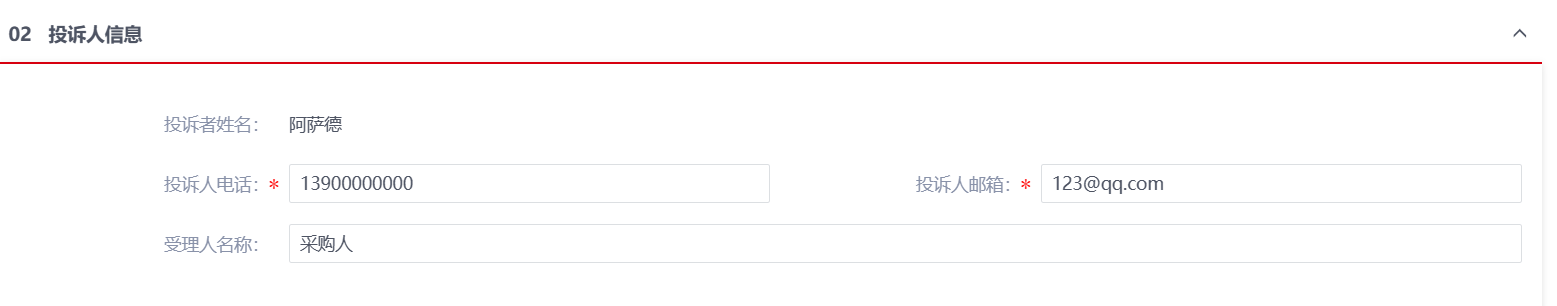 02 投诉人信息
投诉者姓名： 阿萨德
投诉人电话：* 13900000000 投诉人邮箱：* 123@qq.com
受理人名称： 采购人